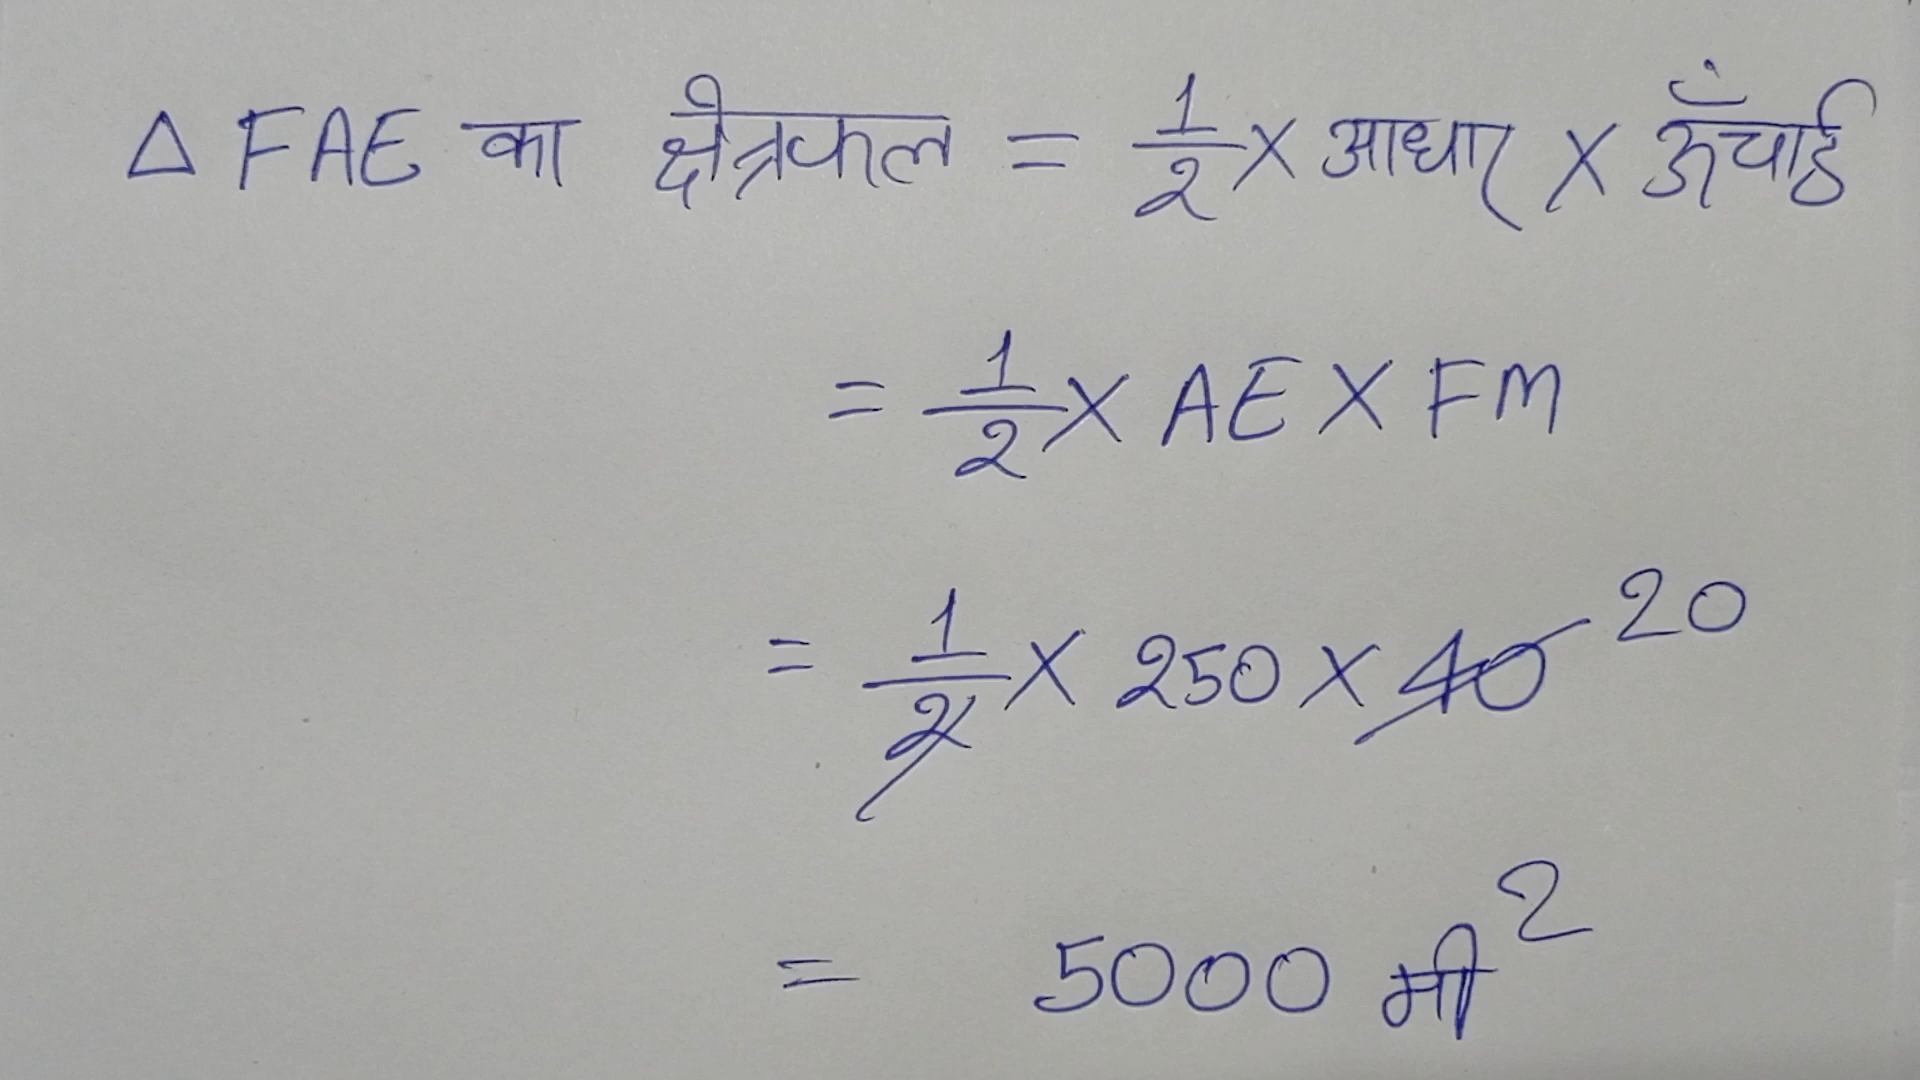 △ FAE का क्षेत्रफल = 1/2 × आधार × ऊँचाई
= 1/2 × AE × FM
= 1/2 × 250 × 40 20
= 5000 मी²